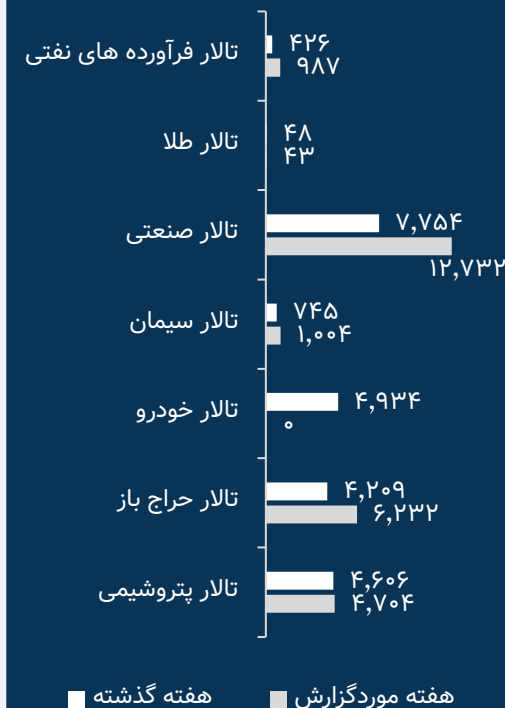 تالار فرآورده های نفتی
۴۲۶
۹۸۷
تالار طلا
۴۸
۴۳
تالار صنعتی
۷,۷۵۴
۱۲,۷۳۲
تالار سیمان
۷۴۵
۱,۰۰۴
تالار خودرو
۴,۹۳۴
۰
تالار حراج باز
۴,۲۰۹
۶,۲۳۲
تالار پتروشیمی
۴,۶۰۶
۴,۷۰۴
هفته موردگزارش
هفته گذشته